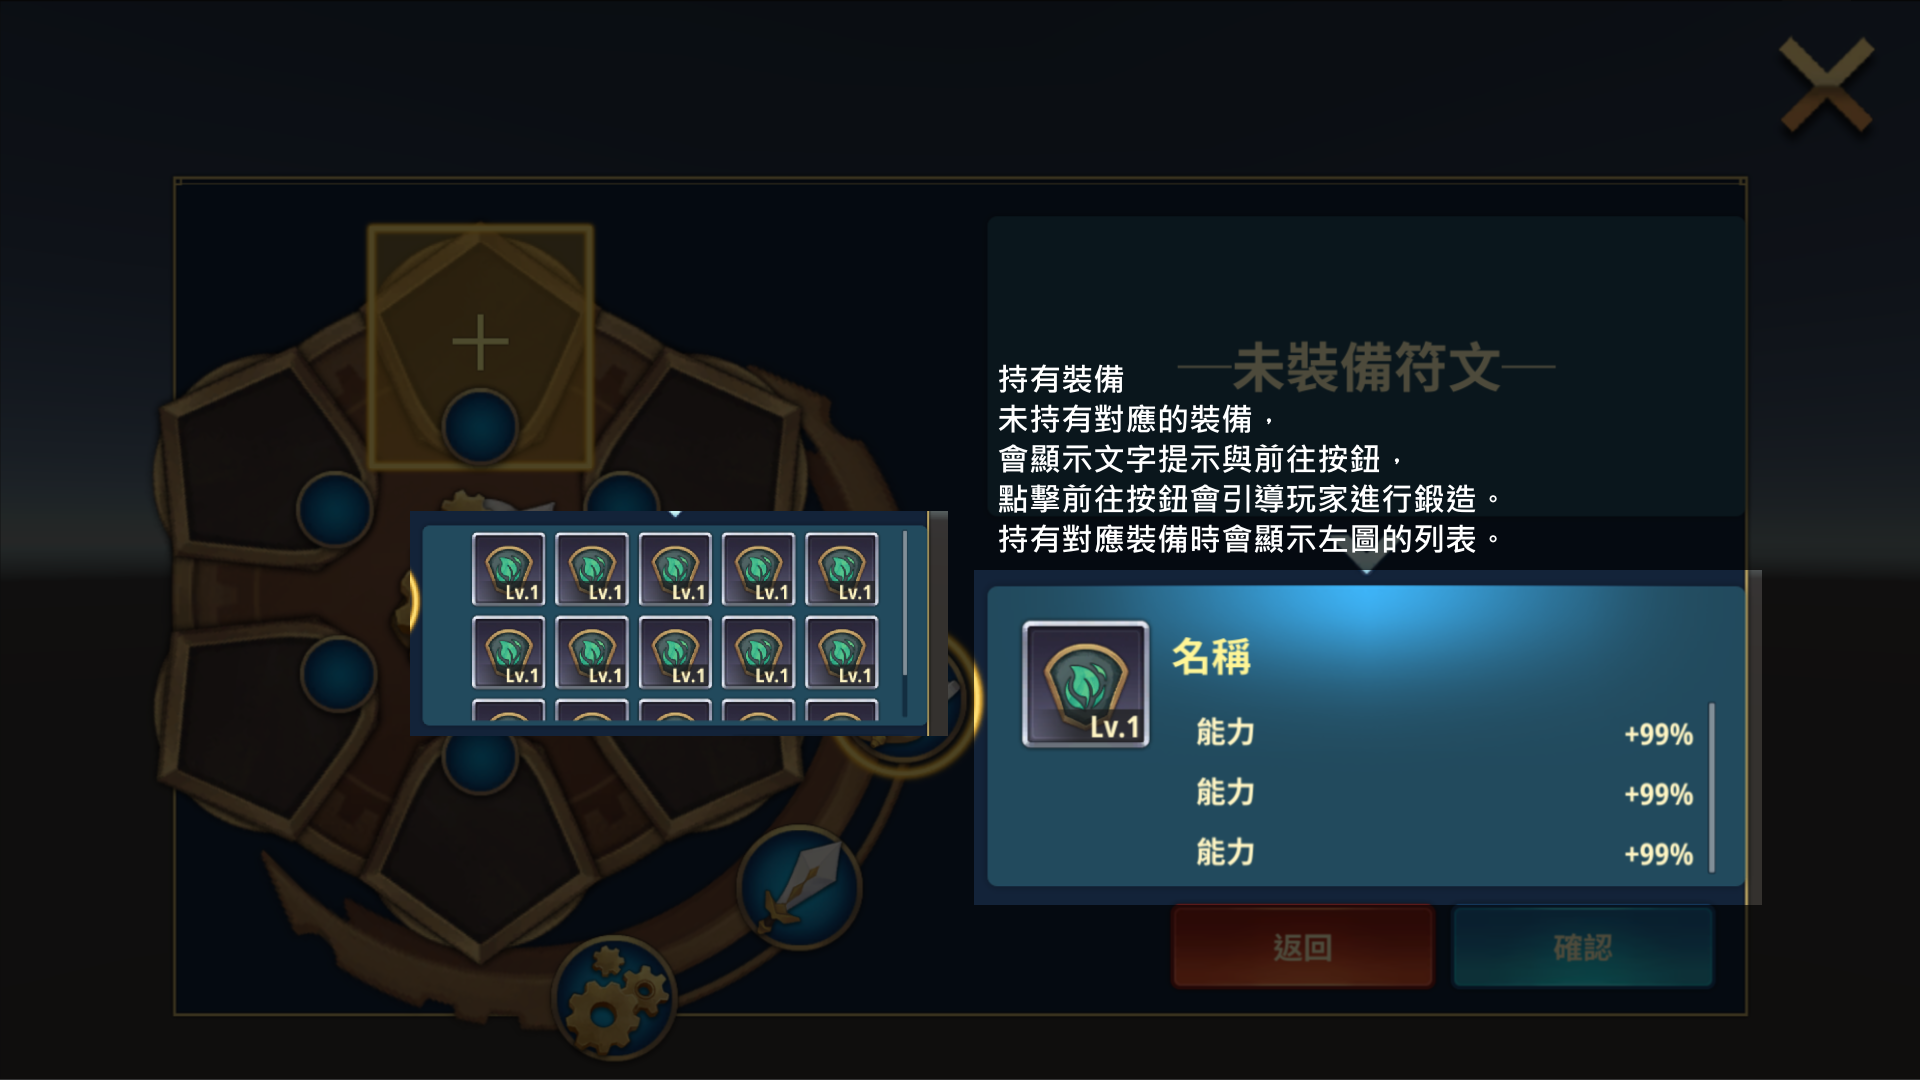 未裝備符文
持有裝備
未持有對應的裝備，
會顯示文字提示與前往按鈕，
點擊前往按鈕會引導玩家進行鍛造。
持有對應裝備時會顯示左圖的列表。
Lv.1 Lv.1 Lv.1 Lv.1 Lv.1
Lv.1 Lv.1 Lv.1 Lv.1 Lv.1
Lv.1
名稱
能力 +99%
能力 +99%
能力 +99%
返回 確認